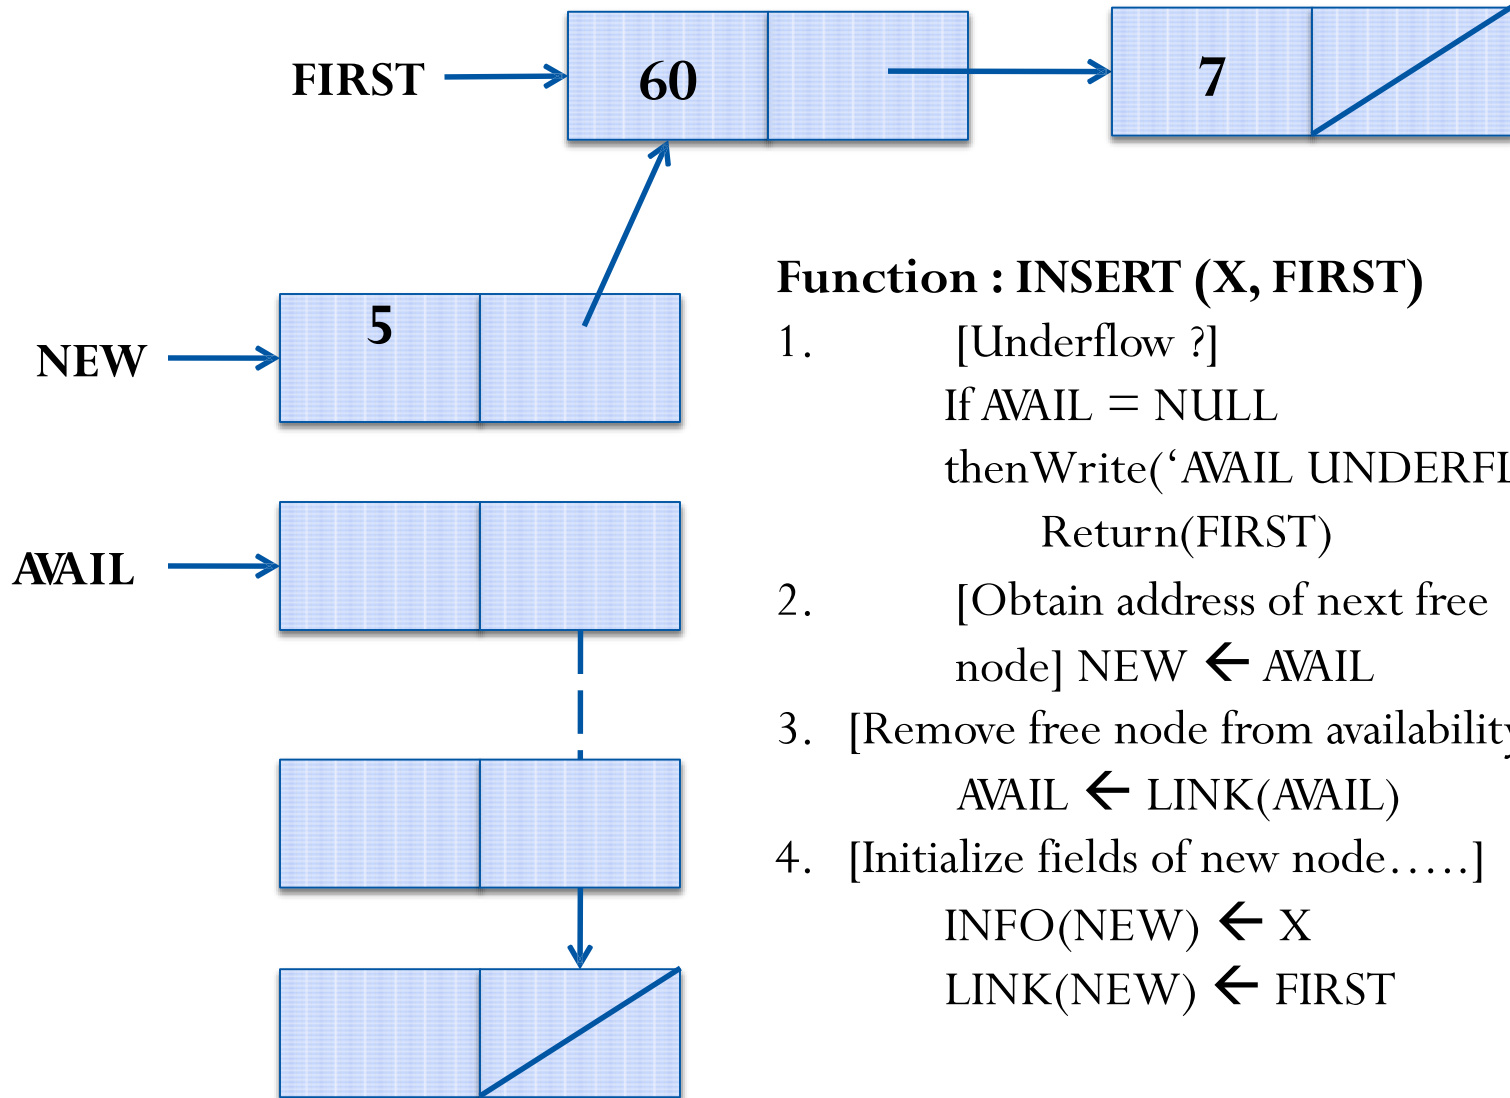 FIRST
60
7
NEW
5
AVAIL
Function : INSERT (X, FIRST)
1. [Underflow ?]
If AVAIL = NULL
thenWrite(‘AVAIL
Return(FIRST)
2. [Obtain address of next free
node] NEW ← AVAIL
3. [Remove free node from
AVAIL ← LINK(AVAIL)
4. [Initialize fields of new node…..]
INFO(NEW) ← X
LINK(NEW) ← FIRST